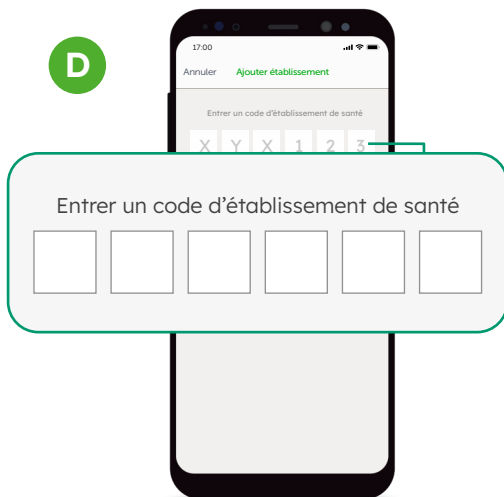 D
17:00
Annuler Ajouter établissement
Entrer un code d'établissement de santé
X Y X 1 2 3
Entrer un code d'établissement de santé